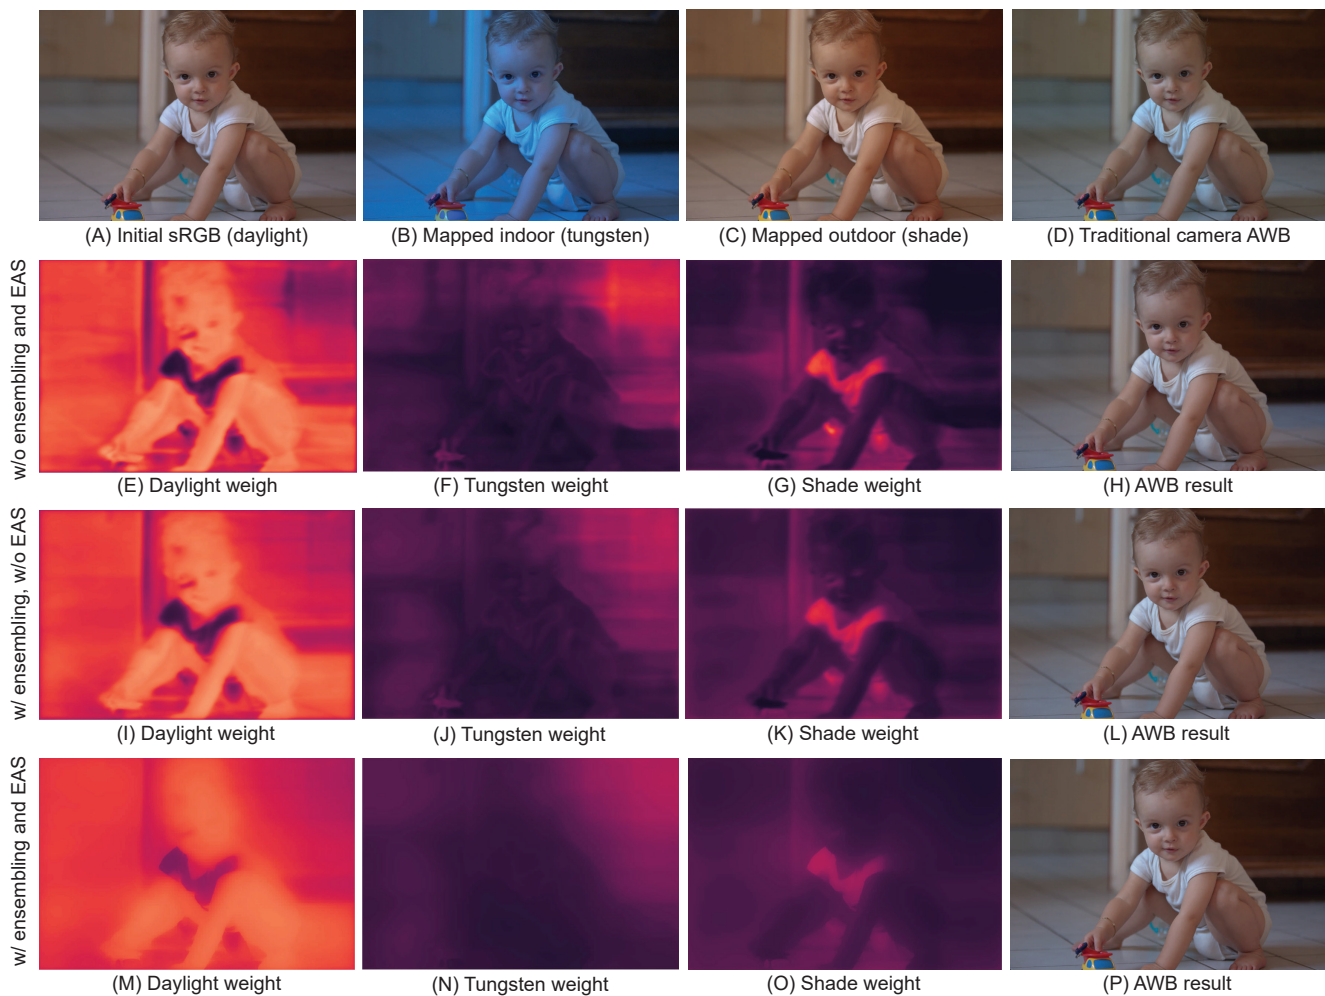 (A) Initial sRGB (daylight)
(B) Mapped indoor (tungsten)
(C) Mapped outdoor (shade)
(D) Traditional camera AWB
w/o ensembling and EAS
(E) Daylight weigh
(F) Tungsten weight
(G) Shade weight
(H) AWB result
w/ ensembling, w/o EAS
(I) Daylight weight
(J) Tungsten weight
(K) Shade weight
(L) AWB result
w/ ensembling and EAS
(M) Daylight weight
(N) Tungsten weight
(O) Shade weight
(P) AWB result